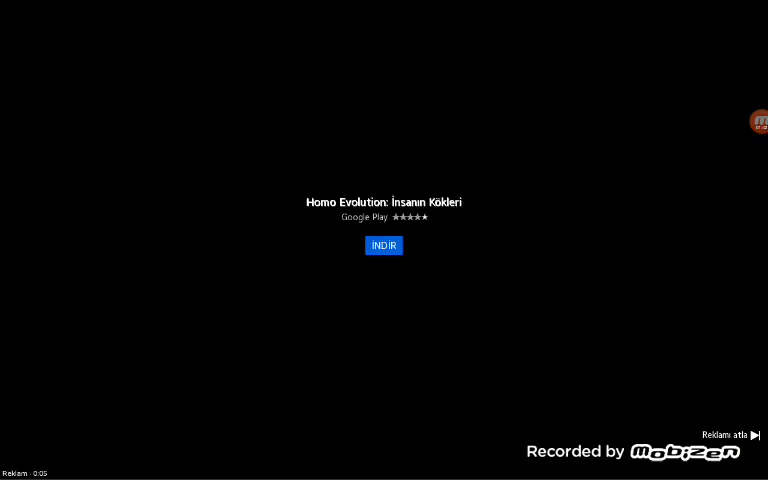 Homo Evolution: İnsanın Kökleri
Google Play
İNDİR
Reklamı atla
Recorded by Mobizen
Reklam · 0:05